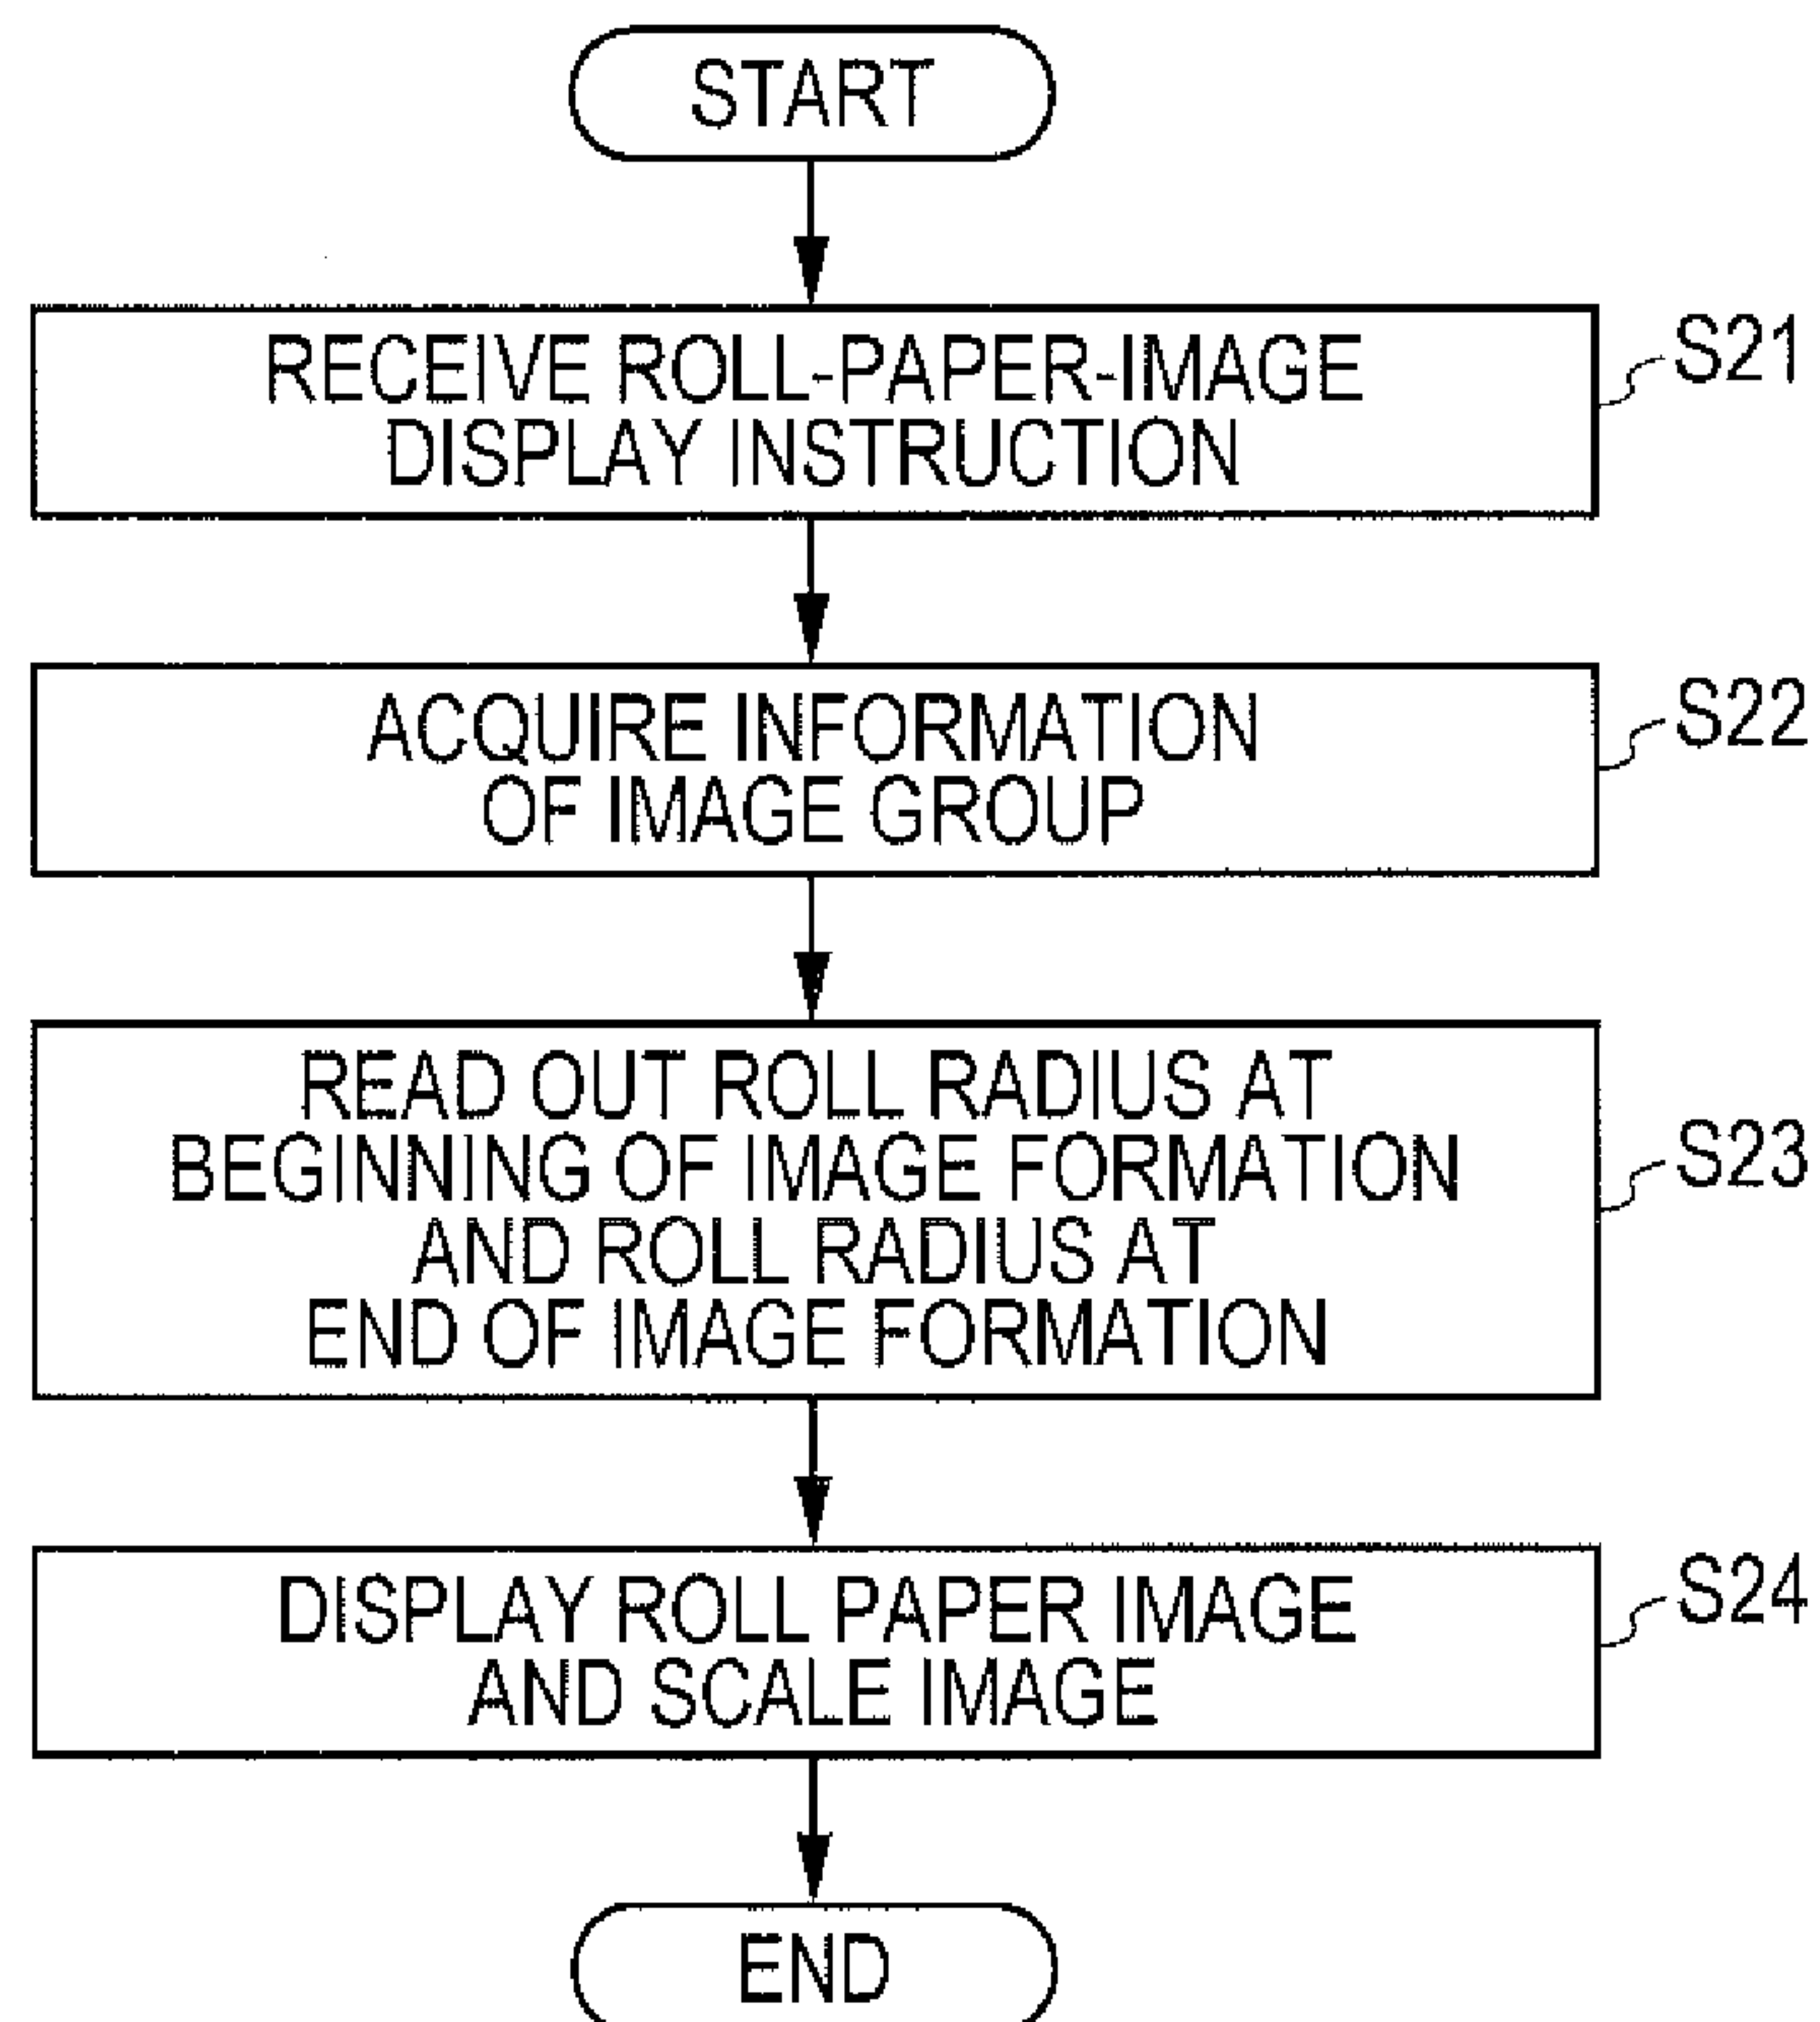 START
RECEIVE ROLL-PAPER-IMAGE
DISPLAY INSTRUCTION
S21
ACQUIRE INFORMATION
OF IMAGE GROUP
S22
READ OUT ROLL RADIUS AT
BEGINNING OF IMAGE FORMATION
AND ROLL RADIUS AT
END OF IMAGE FORMATION
S23
DISPLAY ROLL PAPER IMAGE
AND SCALE IMAGE
S24
END